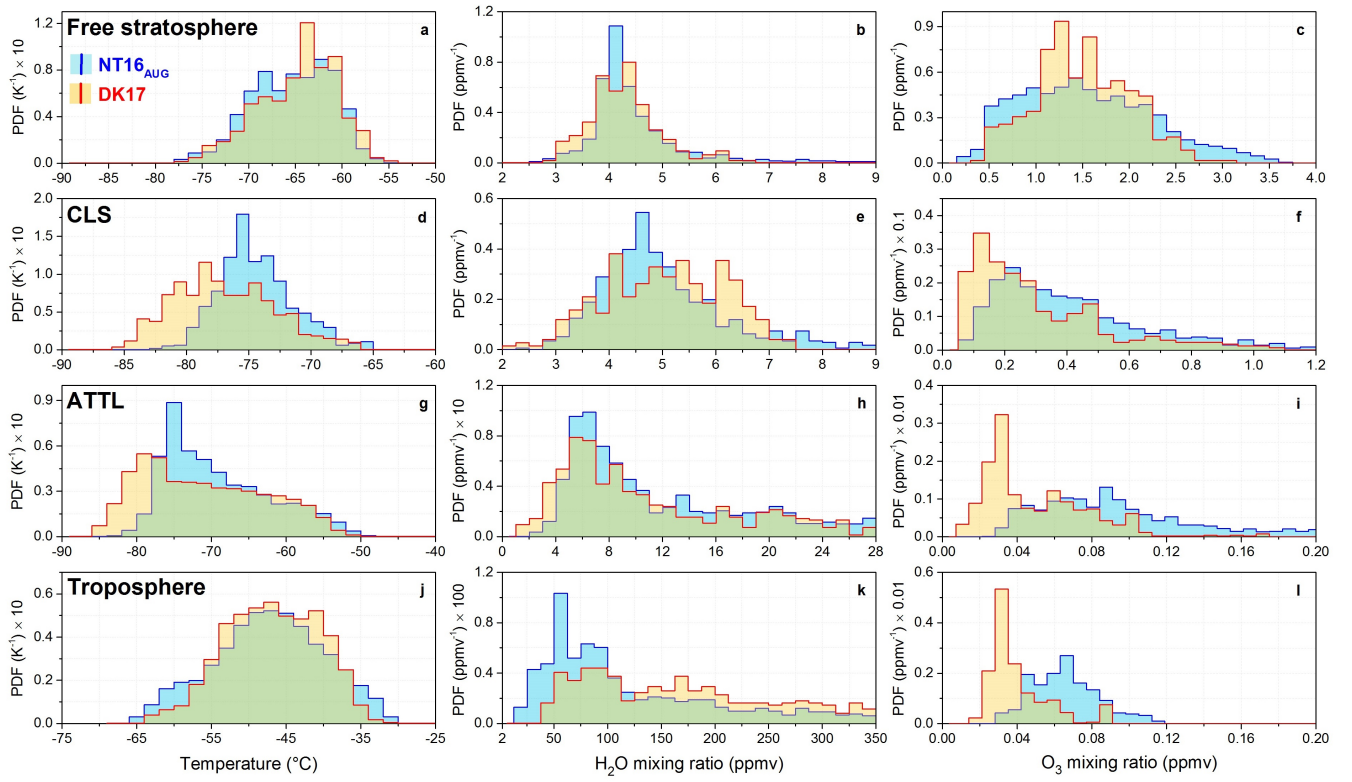 Free stratosphere
a
NT16AUG
DK17
PDF (K⁻¹) × 10
0.0 0.4 0.8 1.2
-90 -85 -80 -75 -70 -65 -60 -55 -50
b
PDF (ppmv⁻¹)
0.0 0.4 0.8 1.2
2 3 4 5 6 7 8 9
c
PDF (ppmv⁻¹)
0.0 0.3 0.6 0.9
0.0 0.5 1.0 1.5 2.0 2.5 3.0 3.5 4.0
CLS
d
PDF (K⁻¹) × 10
0.0 0.5 1.0 1.5 2.0
-90 -85 -80 -75 -70 -65 -60
e
PDF (ppmv⁻¹)
0.0 0.2 0.4 0.6
2 3 4 5 6 7 8 9
f
PDF (ppmv⁻¹) × 0.1
0.0 0.1 0.2 0.3 0.4
0.0 0.2 0.4 0.6 0.8 1.0 1.2
ATTL
g
PDF (K⁻¹) × 10
0.0 0.3 0.6 0.9
-90 -80 -70 -60 -50 -40
h
PDF (ppmv⁻¹) × 10
0.0 0.4 0.8 1.2
0 4 8 12 16 20 24 28
i
PDF (ppmv⁻¹) × 0.01
0.0 0.1 0.2 0.3 0.4
0.00 0.04 0.08 0.12 0.16 0.20
Troposphere
j
PDF (K⁻¹) × 10
0.0 0.2 0.4 0.6
-75 -65 -55 -45 -35 -25
Temperature (°C)
k
PDF (ppmv⁻¹) × 100
0.0 0.4 0.8 1.2
2 50 100 150 200 250 300 350
H₂O mixing ratio (ppmv)
l
PDF (ppmv⁻¹) × 0.01
0.0 0.2 0.4 0.6
0.00 0.04 0.08 0.12 0.16 0.20
O₃ mixing ratio (ppmv)